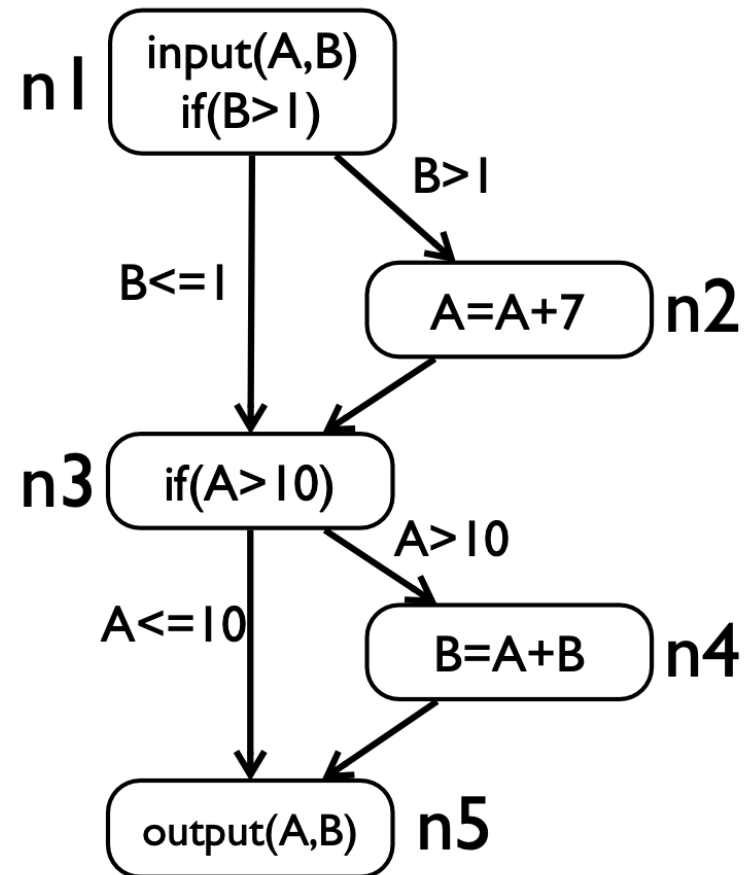 n1
input(A,B)
if(B>1)
B>1
B<=1
A=A+7
n2
n3
if(A>10)
A>10
A<=10
B=A+B
n4
output(A,B)
n5